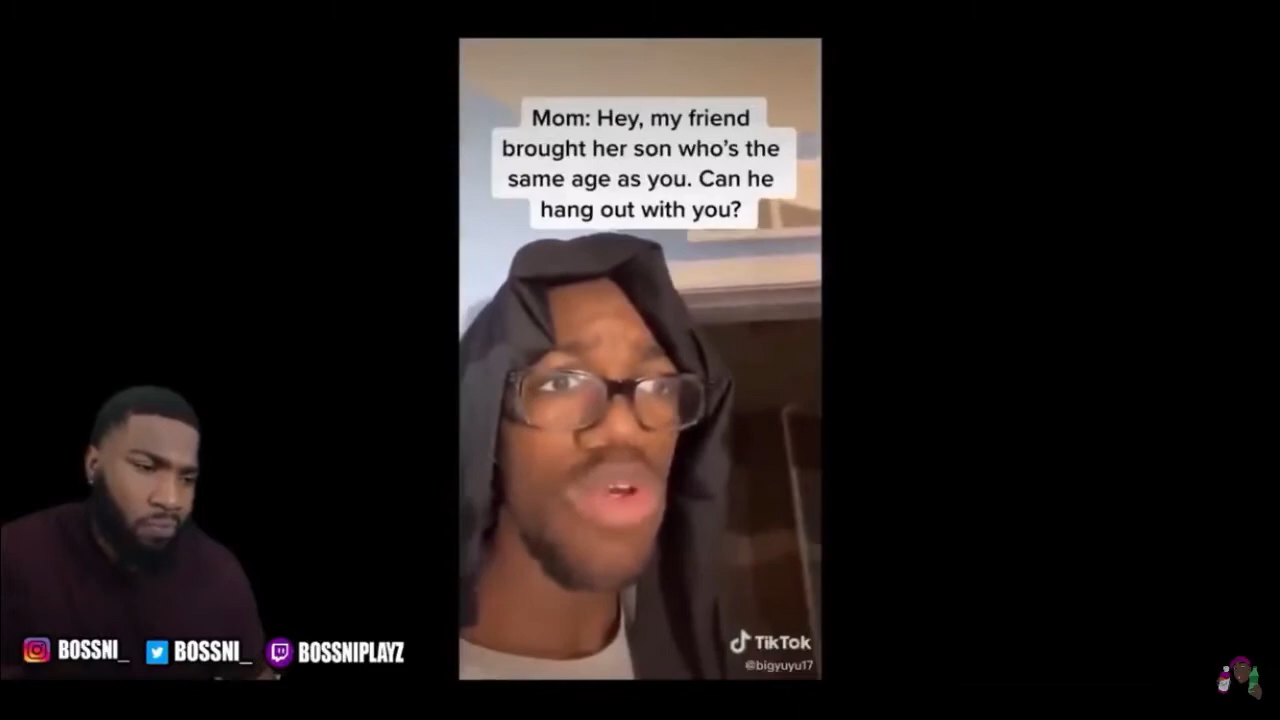 Mom: Hey, my friend
brought her son who's the
same age as you. Can he
hang out with you?
TikTok
@bigyuyu17
BOSSNI_
BOSSNI_
BOSSNIPLAYZ